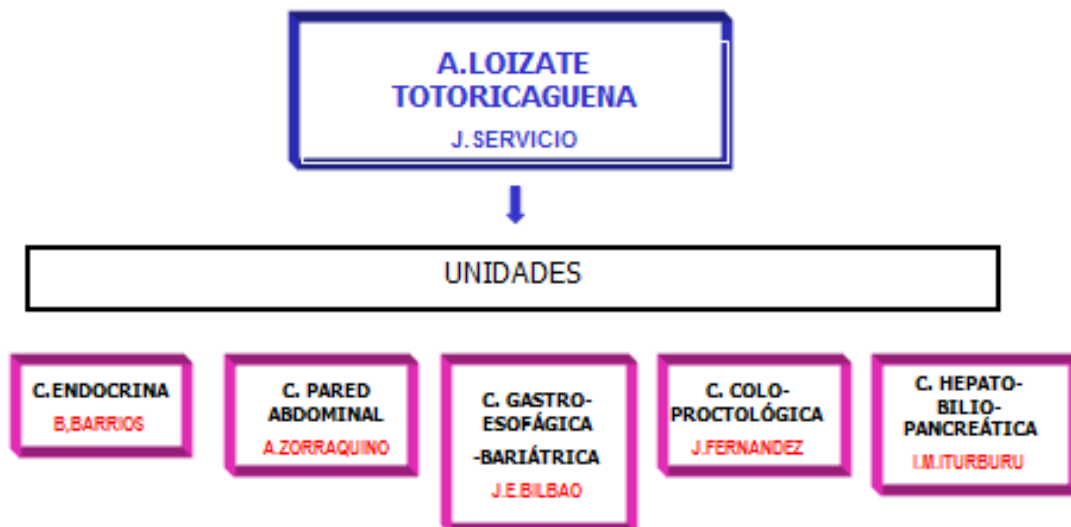 A.LOIZATE
TOTORICAGUENA
J.SERVICIO
UNIDADES
C.ENDOCRINA
B,BARRIOS
C. PARED
ABDOMINAL
A.ZORRAQUINO
C. GASTRO-
ESOFÁGICA
-BARIÁTRICA
J.E.BILBAO
C. COLO-
PROCTOLÓGICA
J.FERNANDEZ
C. HEPATO-
BILIO-
PANCREÁTICA
I.M.ITURBURU